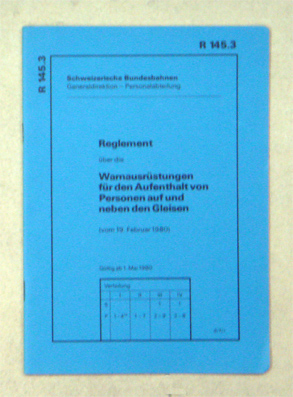 R 145.3
R 145.3
Schweizerische Bundesbahnen
Generaldirektion – Personalabteilung
Reglement
über die
Warnausrüstungen
für den Aufenthalt von
Personen auf und
neben den Gleisen
(vom 19. Februar 1980)
Gültig ab 1. Mai 1980
Verteilung